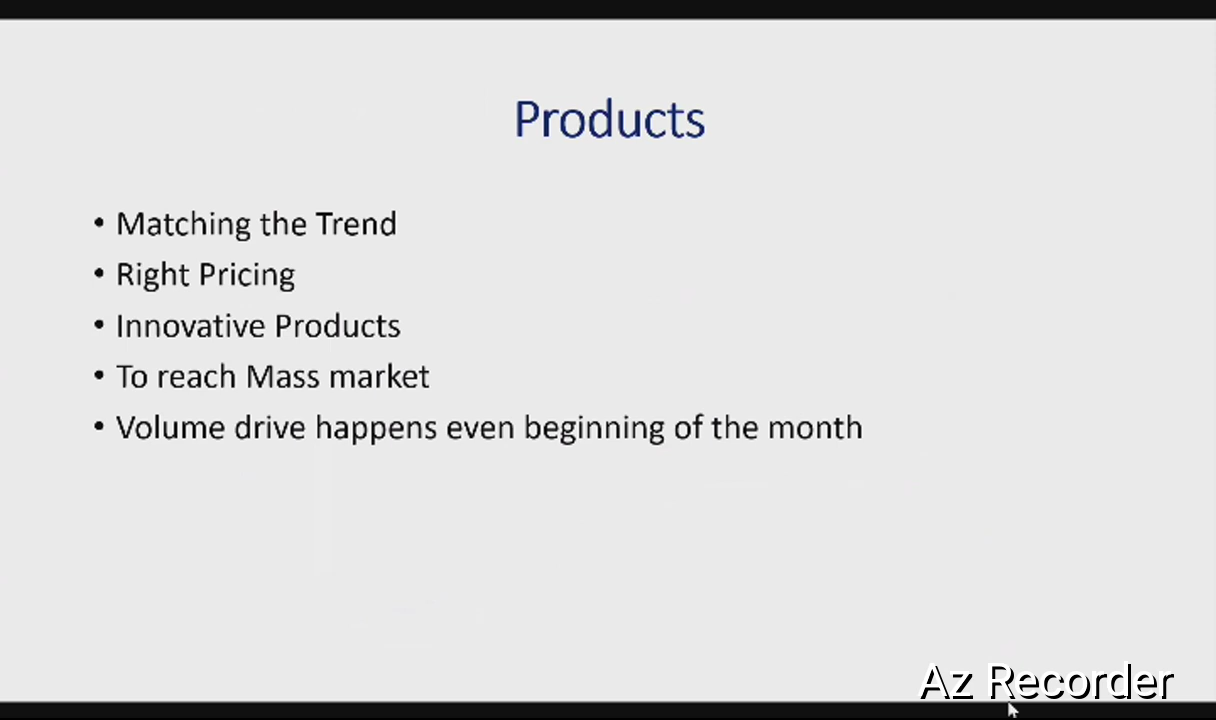 Products
• Matching the Trend
• Right Pricing
• Innovative Products
• To reach Mass market
• Volume drive happens even beginning of the month
Az Recorder